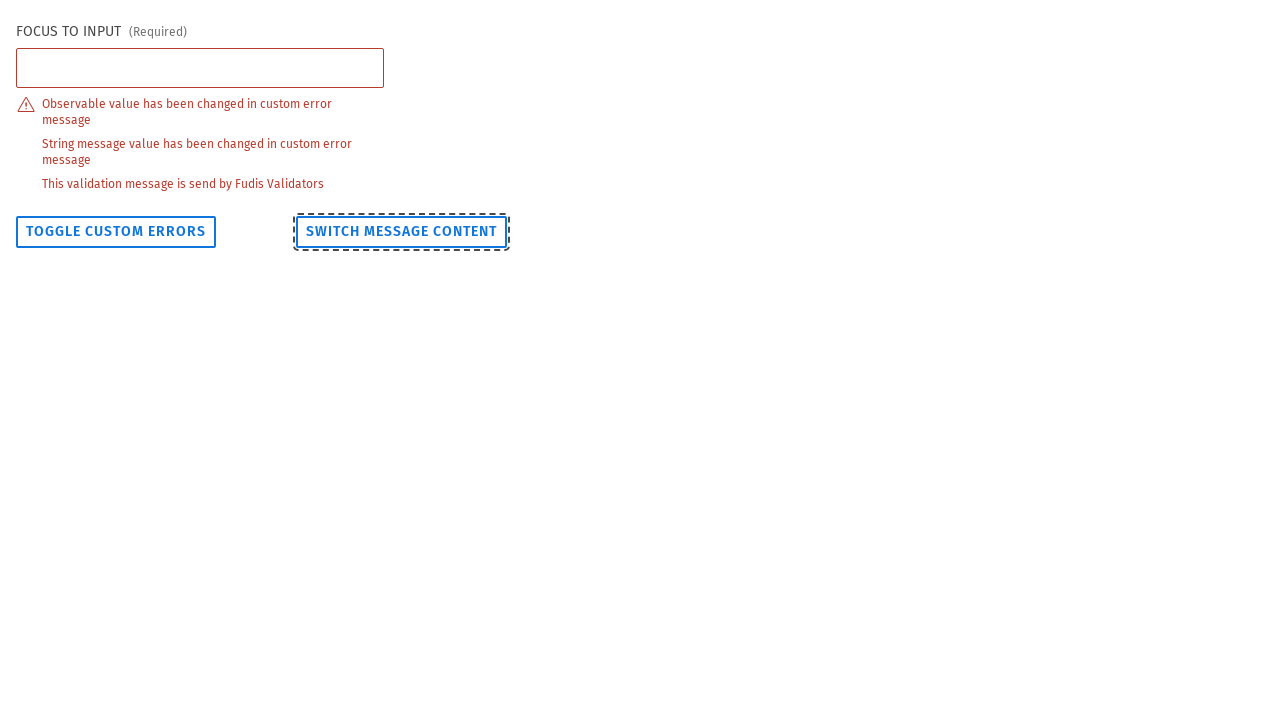 FOCUS TO INPUT (Required)
Observable value has been changed in custom error
message
String message value has been changed in custom error
message
This validation message is send by Fudis Validators
TOGGLE CUSTOM ERRORS SWITCH MESSAGE CONTENT